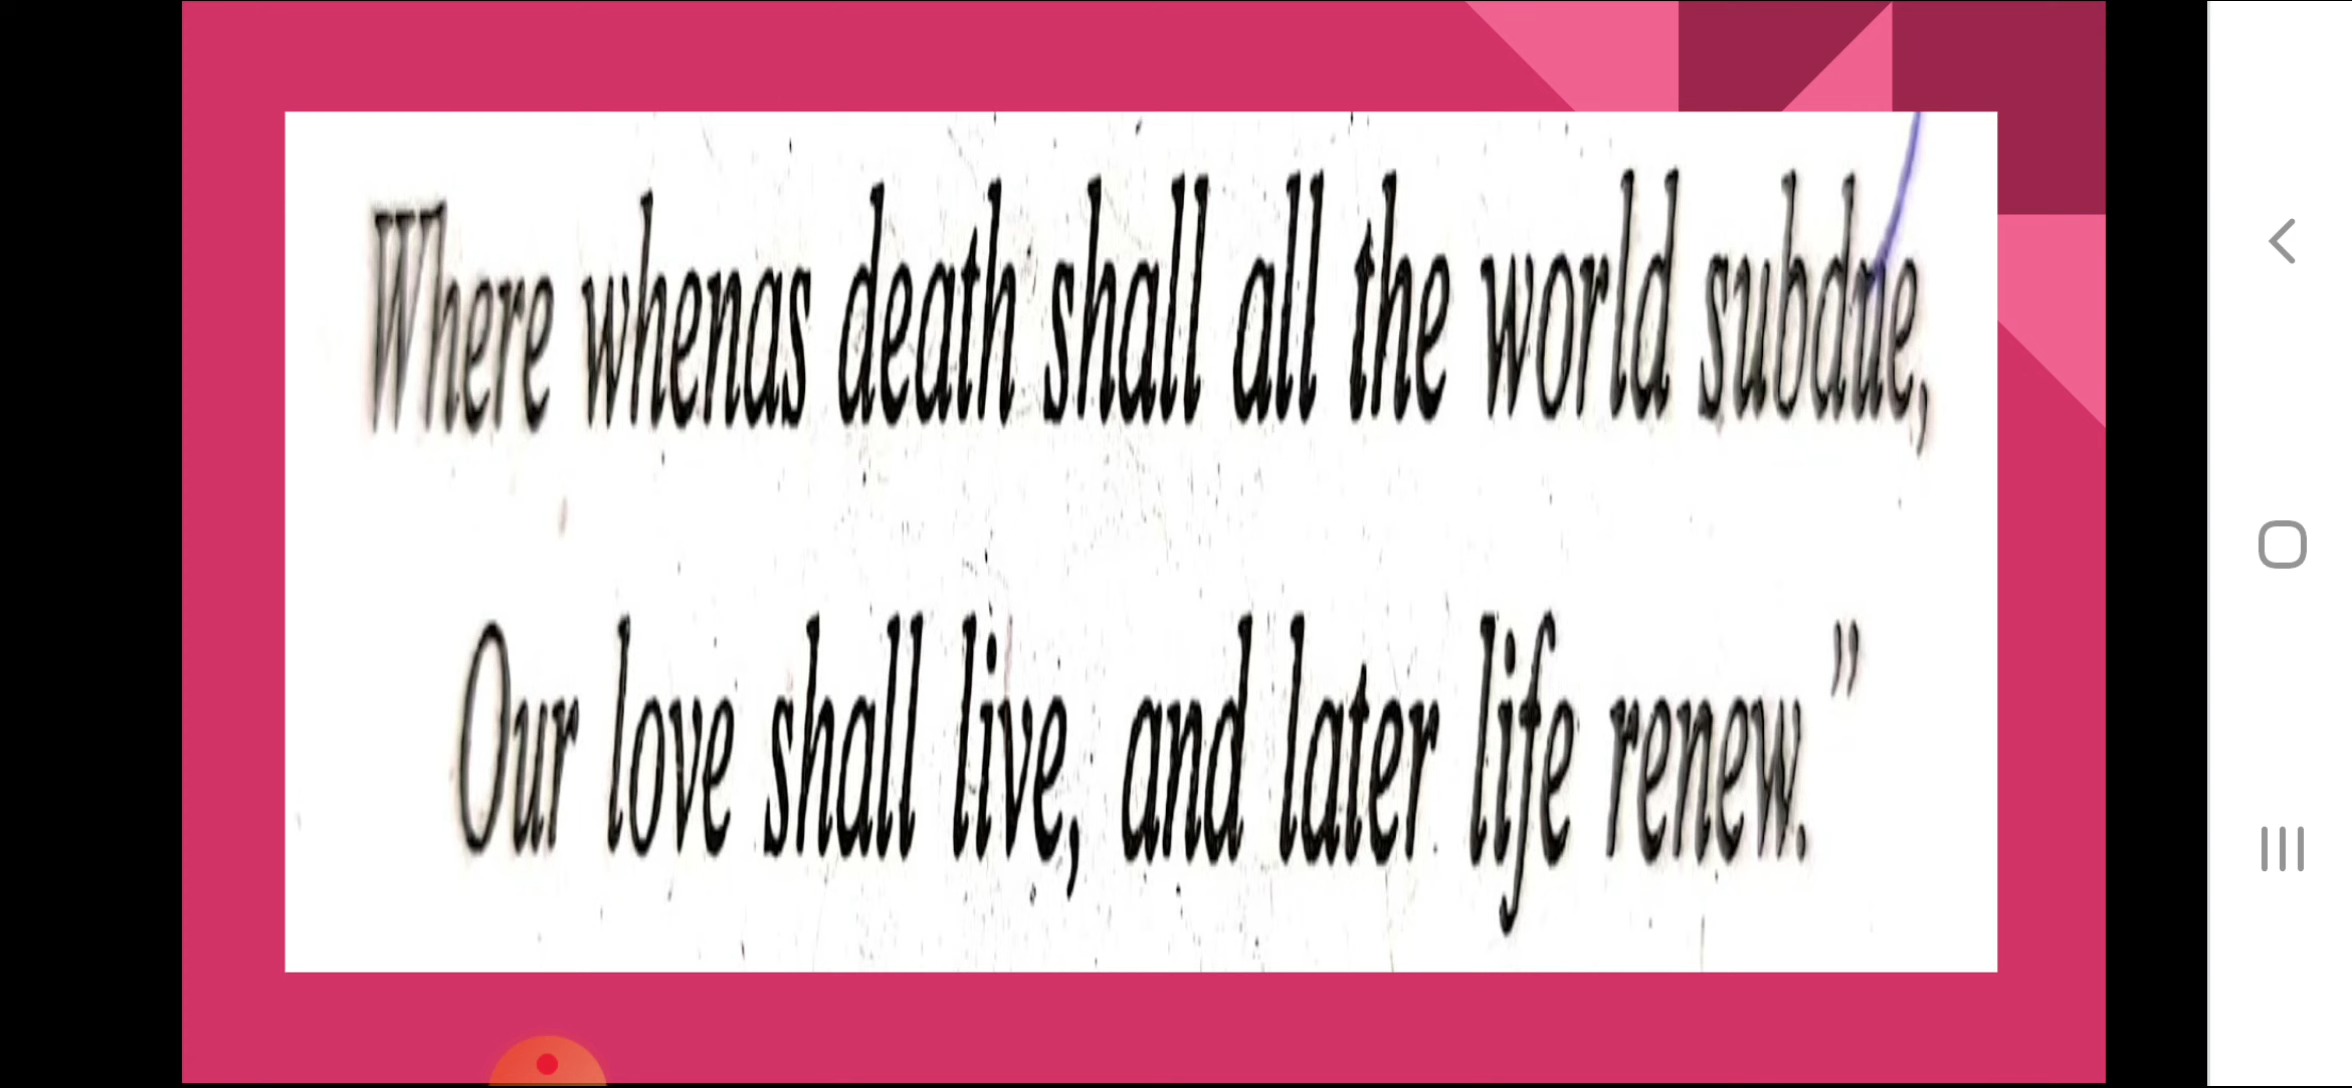 Where whenas death shall all the world subdue,
Our love shall live, and later life renew.”